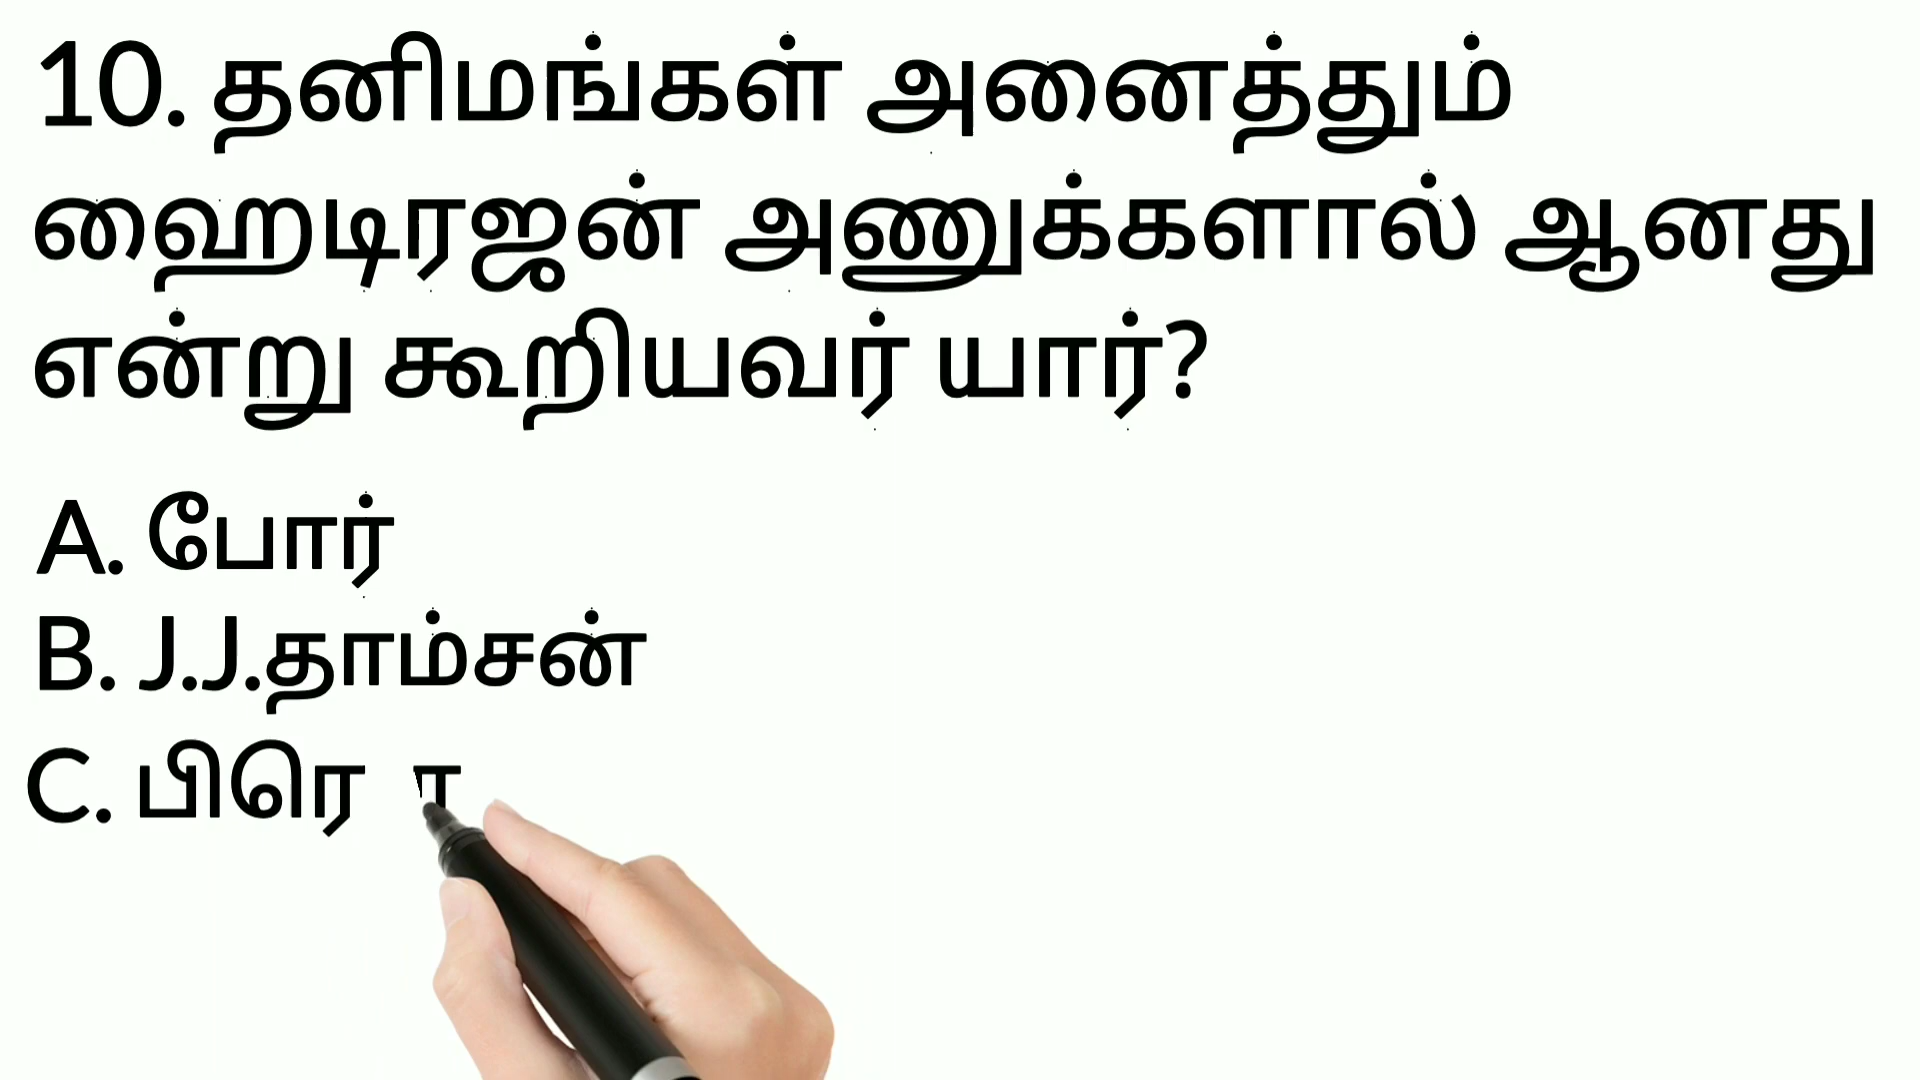 10. தனிமங்கள் அனைத்தும்
ஹைடிரஜன் அணுக்களால் ஆனது
என்று கூறியவர் யார்?
A. போர்
B. J.J.தாம்சன்
C.